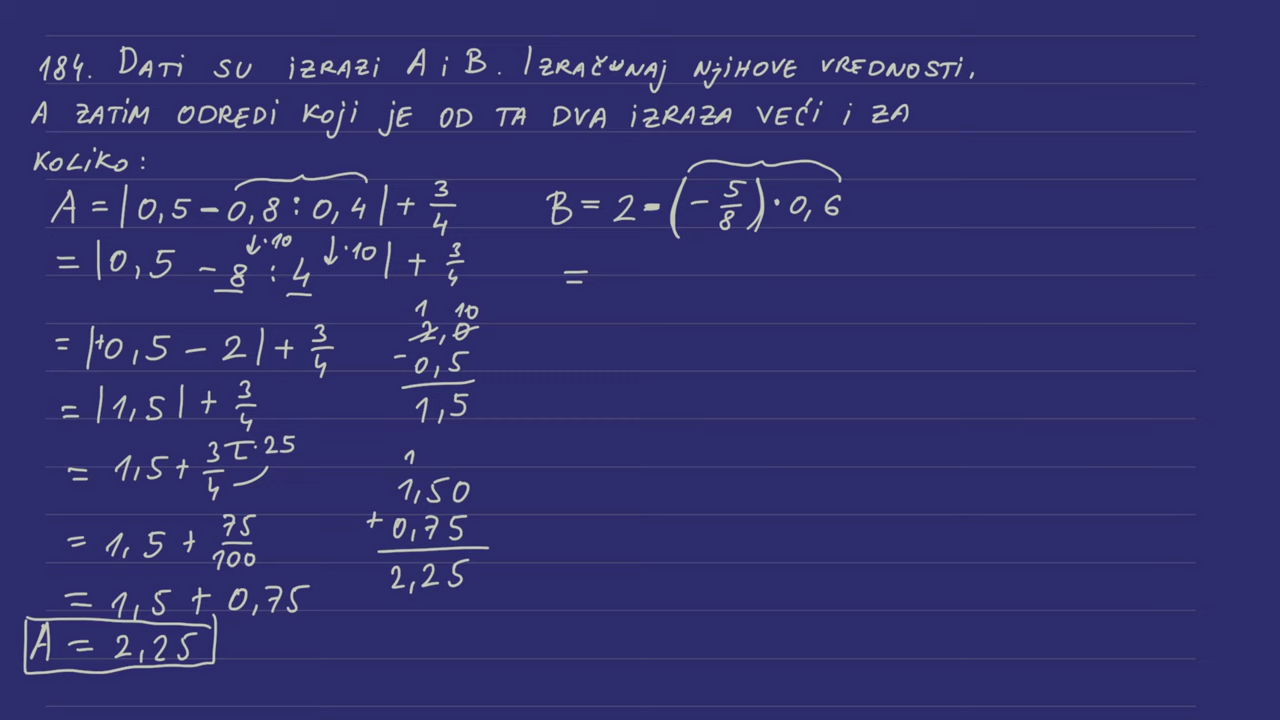 184. DATI SU IZRAZI A I B. IZRAČUNAJ NJIHOVE VREDNOSTI,
A ZATIM ODREDI KOJI JE OD TA DVA IZRAZA VEĆI I ZA
KOLIKO:
A = |0,5 - 0,8 : 0,4| + 3/4
= |0,5 - 8 ↓·10 : 4 ↓·10| + 3/4
= |+0,5 - 2| + 3/4
= |1,5| + 3/4
= 1,5 + 3/4 ·25
= 1,5 + 75/100
= 1,5 + 0,75
A = 2,25
1 10
2,0
- 0,5
1,5
1
1,50
+ 0,75
2,25
B = 2 - (- 5/8) · 0,6
=